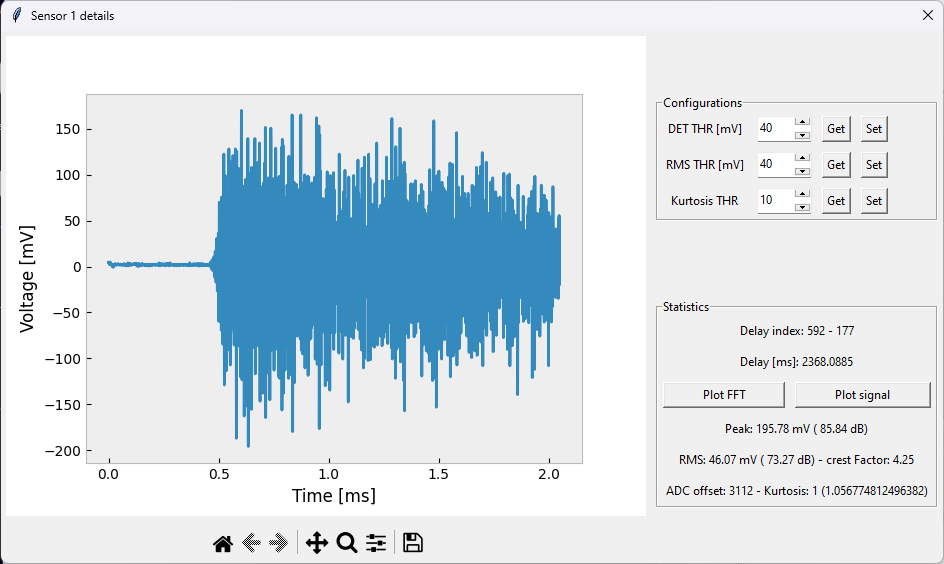 Sensor 1 details
150
100
50
0
−50
−100
−150
−200
Voltage [mV]
0.0 0.5 1.0 1.5 2.0
Time [ms]
Configurations
DET THR [mV] 40 Get Set
RMS THR [mV] 40 Get Set
Kurtosis THR 10 Get Set
Statistics
Delay index: 592 - 177
Delay [ms]: 2368.0885
Plot FFT Plot signal
Peak: 195.78 mV ( 85.84 dB)
RMS: 46.07 mV ( 73.27 dB) - crest Factor: 4.25
ADC offset: 3112 - Kurtosis: 1 (1.056774812496382)